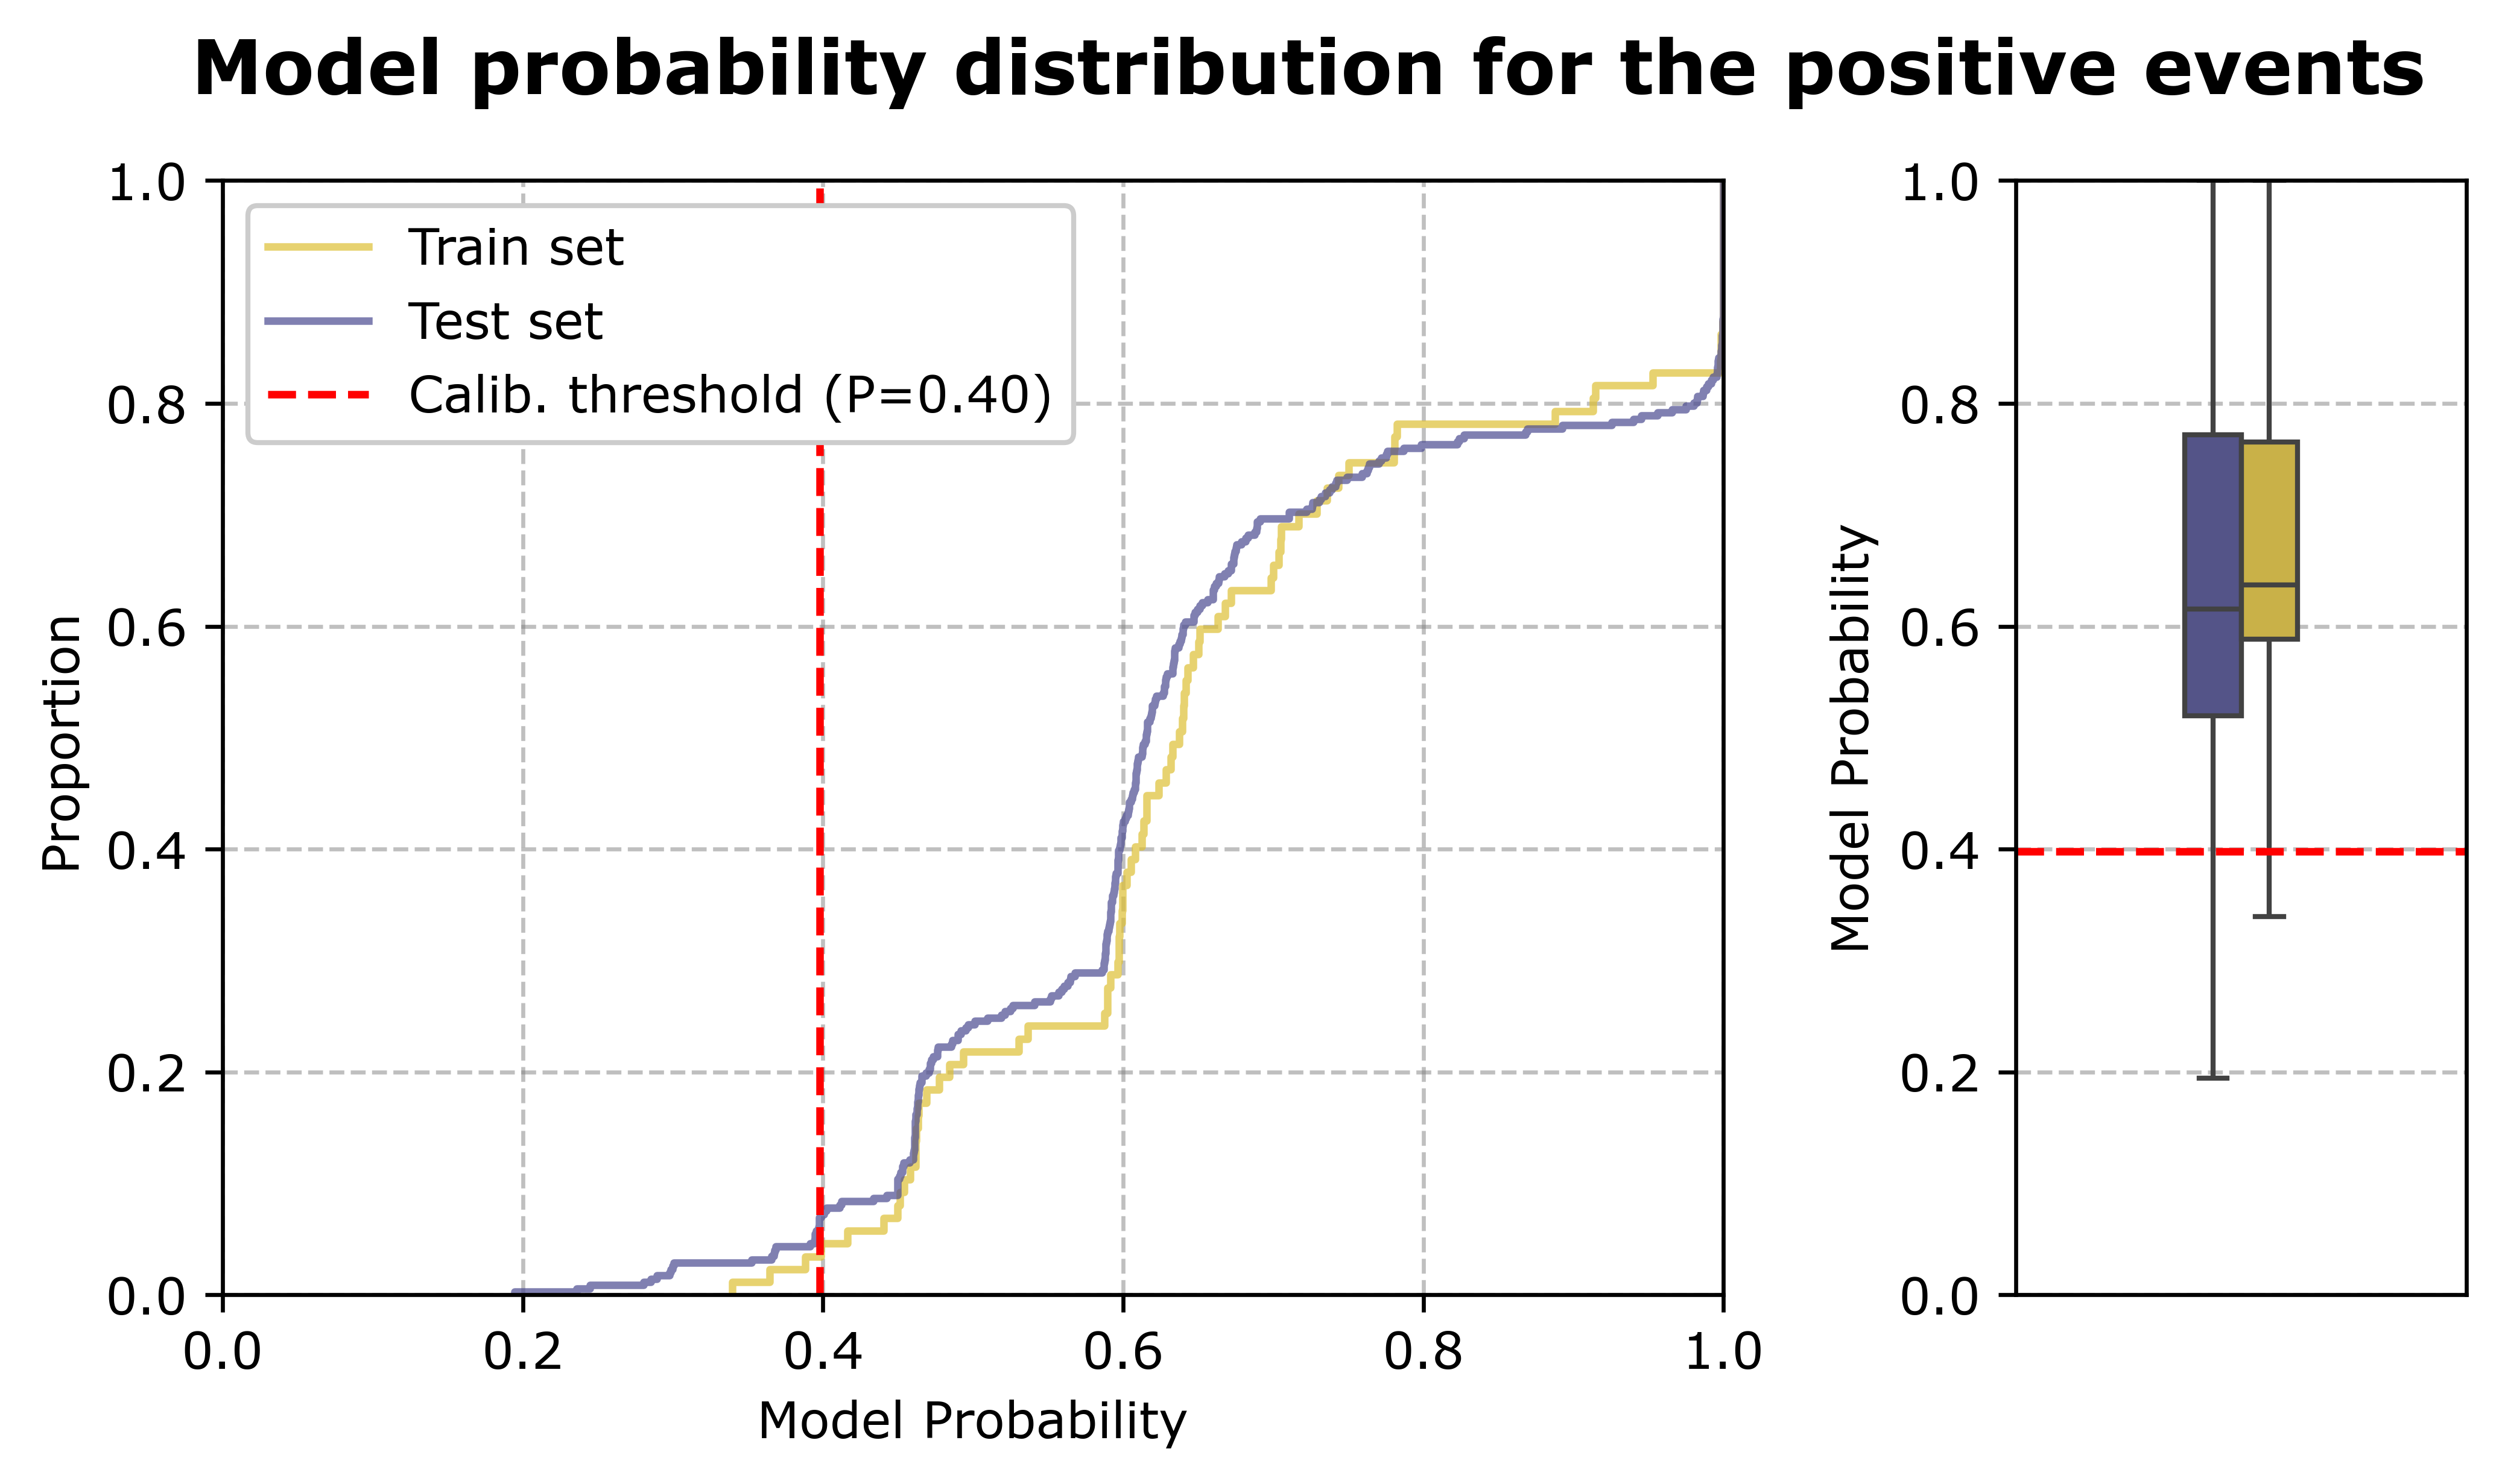 Model probability distribution for the positive events
1.0
0.8
0.6
0.4
0.2
0.0
Proportion
Train set
Test set
Calib. threshold (P=0.40)
0.0 0.2 0.4 0.6 0.8 1.0
Model Probability
1.0
0.8
0.6
0.4
0.2
0.0
Model Probability